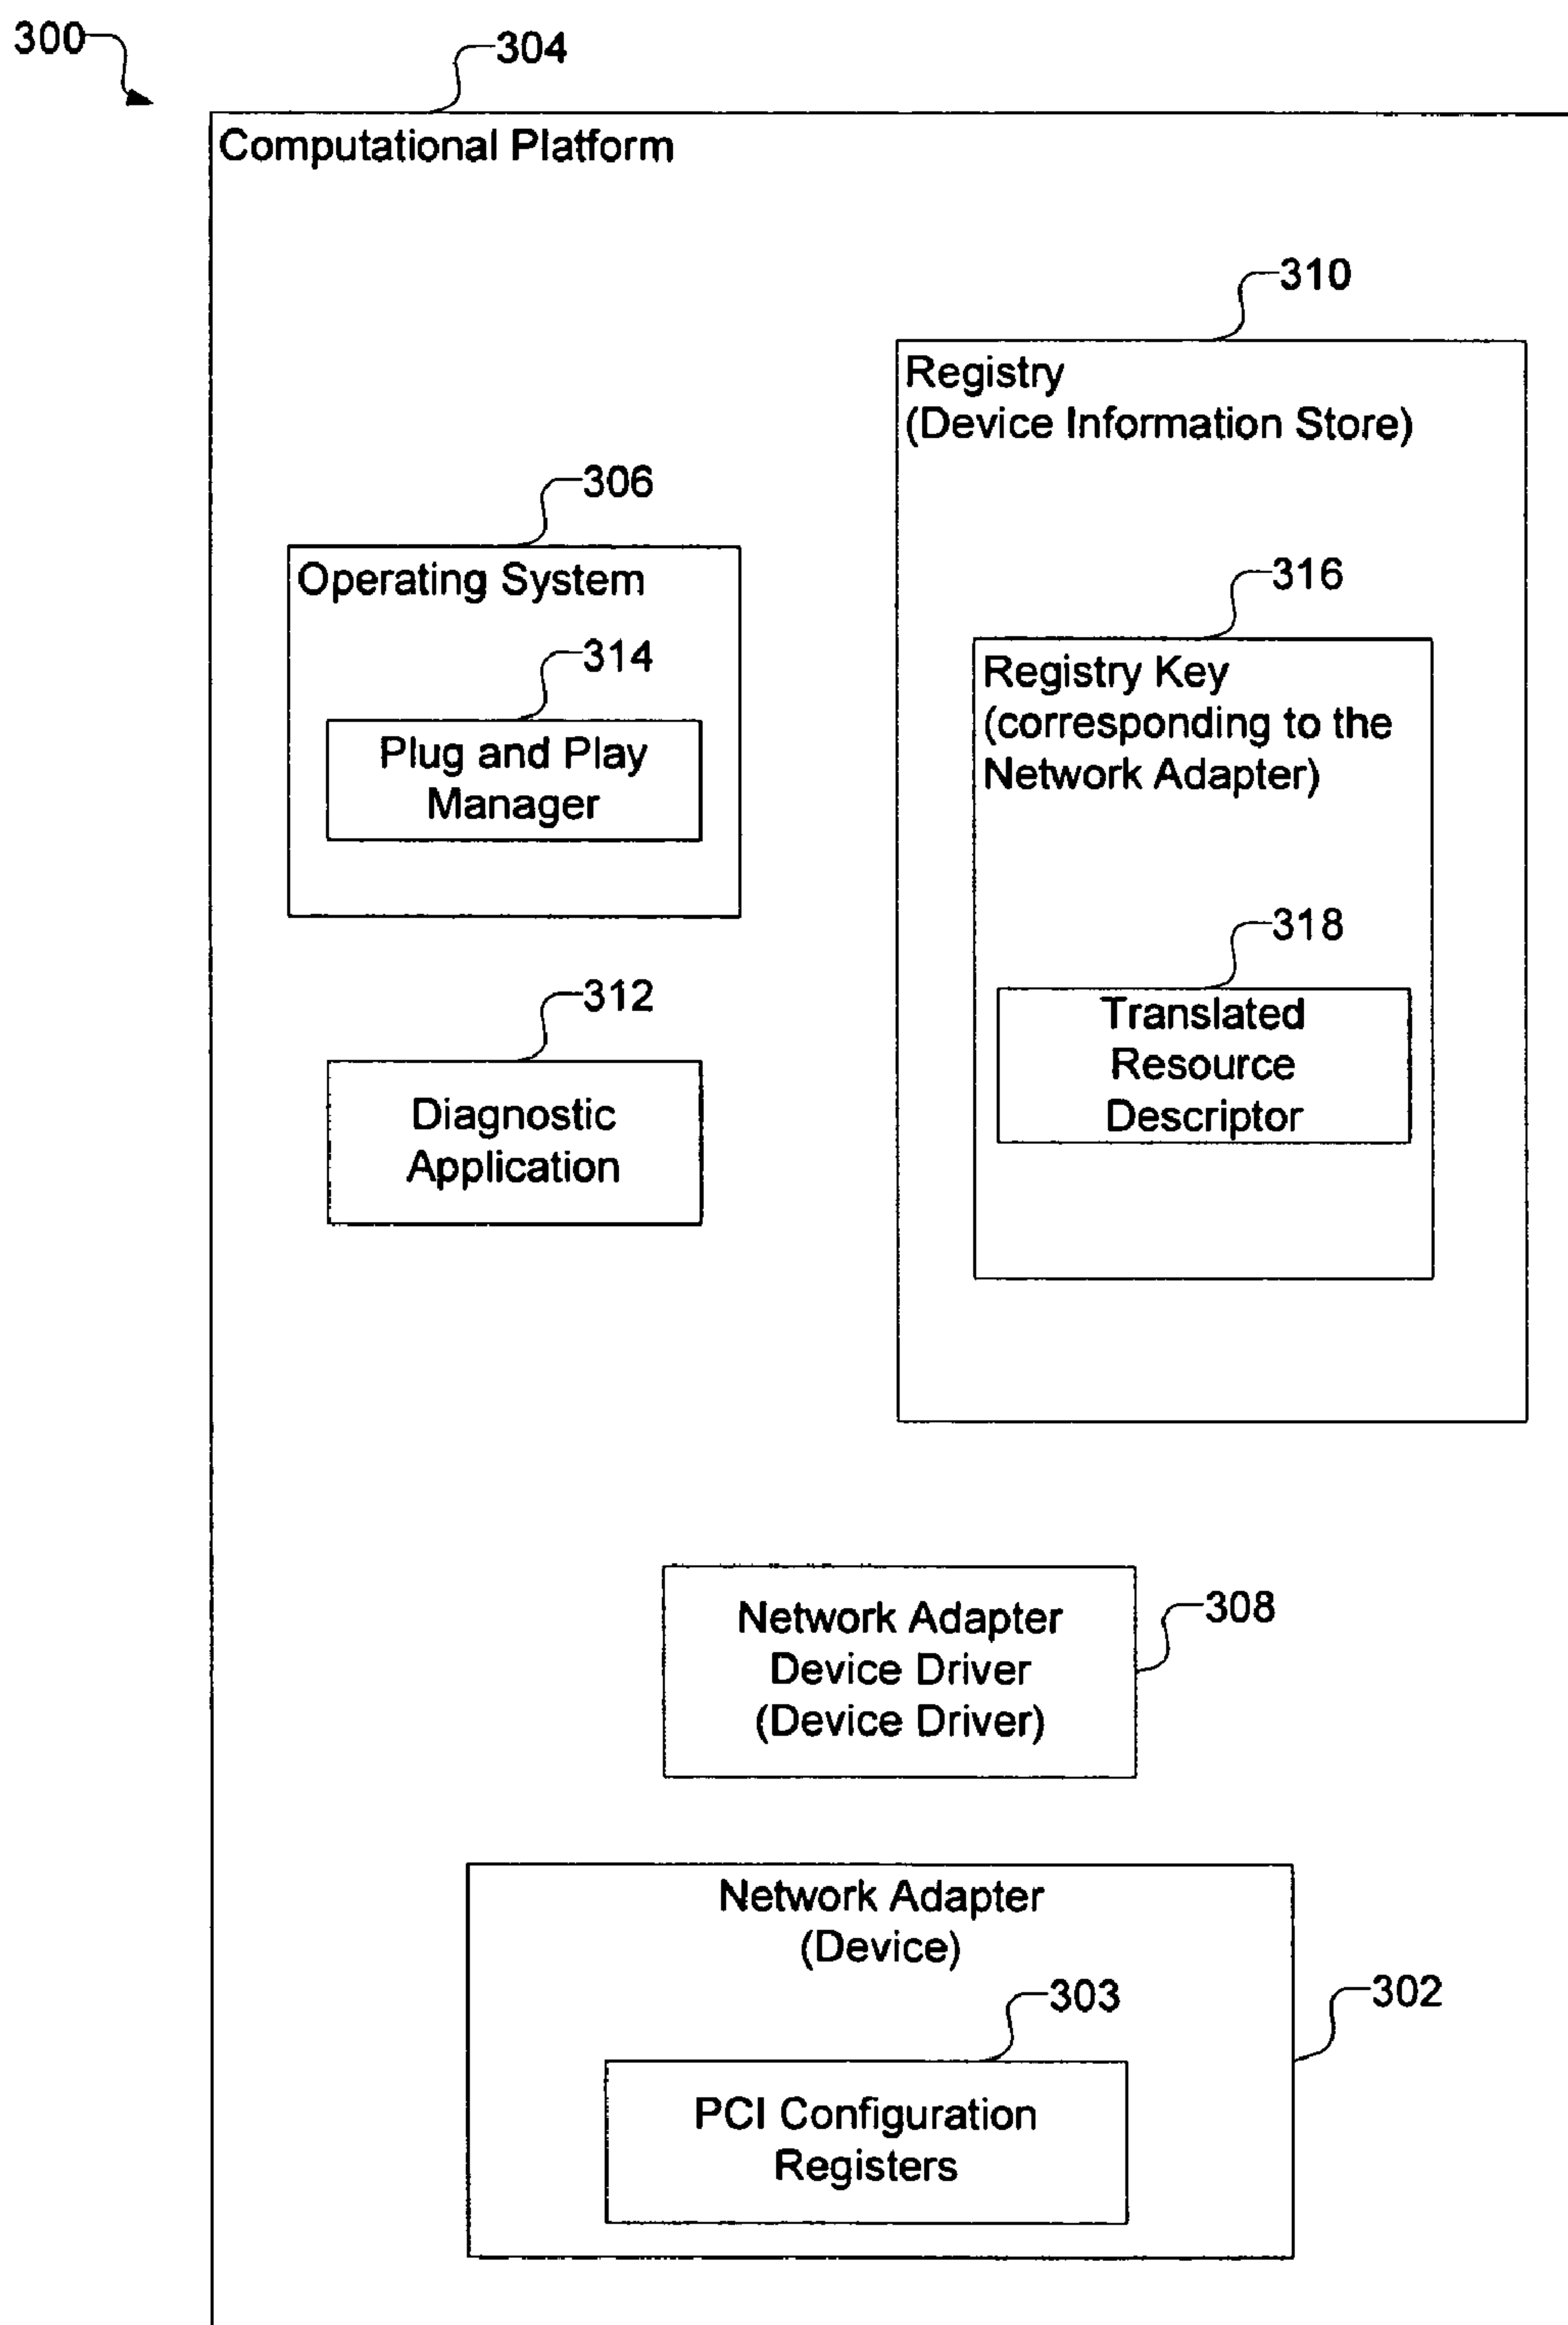 300
304
Computational Platform
310
Registry
(Device Information Store)
306
Operating System
314
Plug and Play
Manager
316
Registry Key
(corresponding to the
Network Adapter)
318
Translated
Resource
Descriptor
312
Diagnostic
Application
308
Network Adapter
Device Driver
(Device Driver)
302
Network Adapter
(Device)
303
PCI Configuration
Registers